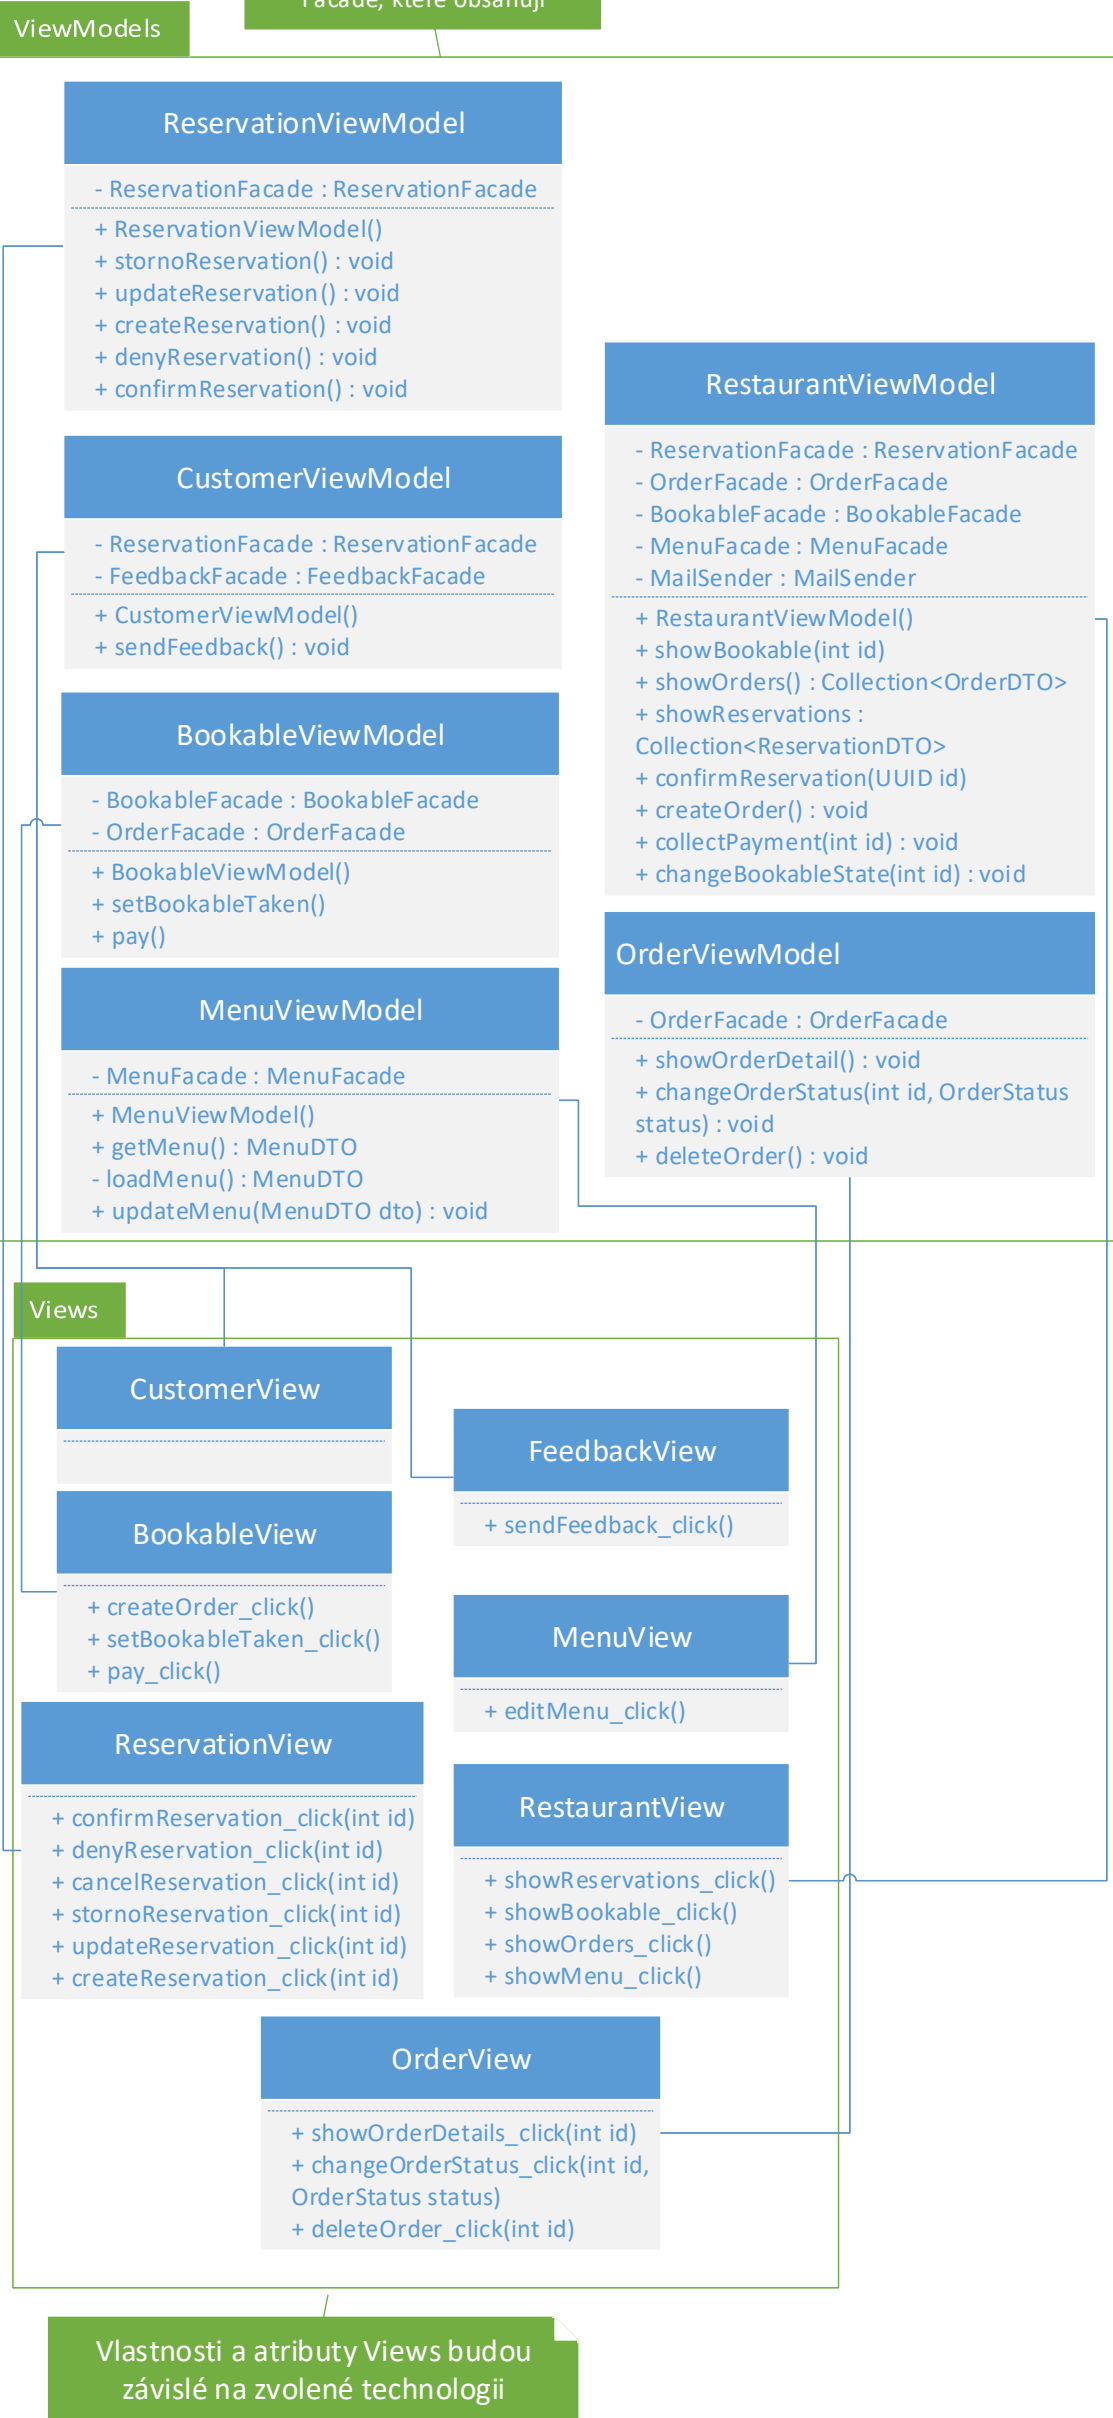 Facade, které obsahují
ViewModels
ReservationViewModel
- ReservationFacade : ReservationFacade
+ ReservationViewModel()
+ stornoReservation() : void
+ updateReservation() : void
+ createReservation() : void
+ denyReservation() : void
+ confirmReservation() : void
CustomerViewModel
- ReservationFacade : ReservationFacade
- FeedbackFacade : FeedbackFacade
+ CustomerViewModel()
+ sendFeedback() : void
BookableViewModel
- BookableFacade : BookableFacade
- OrderFacade : OrderFacade
+ BookableViewModel()
+ setBookableTaken()
+ pay()
MenuViewModel
- MenuFacade : MenuFacade
+ MenuViewModel()
+ getMenu() : MenuDTO
- loadMenu() : MenuDTO
+ updateMenu(MenuDTO dto) : void
RestaurantViewModel
- ReservationFacade : ReservationFacade
- OrderFacade : OrderFacade
- BookableFacade : BookableFacade
- MenuFacade : MenuFacade
- MailSender : MailSender
+ RestaurantViewModel()
+ showBookable(int id)
+ showOrders() : Collection<OrderDTO>
+ showReservations :
Collection<ReservationDTO>
+ confirmReservation(UUID id)
+ createOrder() : void
+ collectPayment(int id) : void
+ changeBookableState(int id) : void
OrderViewModel
- OrderFacade : OrderFacade
+ showOrderDetail() : void
+ changeOrderStatus(int id, OrderStatus
status) : void
+ deleteOrder() : void
Views
CustomerView
BookableView
+ createOrder_click()
+ setBookableTaken_click()
+ pay_click()
ReservationView
+ confirmReservation_click(int id)
+ denyReservation_click(int id)
+ cancelReservation_click(int id)
+ stornoReservation_click(int id)
+ updateReservation_click(int id)
+ createReservation_click(int id)
FeedbackView
+ sendFeedback_click()
MenuView
+ editMenu_click()
RestaurantView
+ showReservations_click()
+ showBookable_click()
+ showOrders_click()
+ showMenu_click()
OrderView
+ showOrderDetails_click(int id)
+ changeOrderStatus_click(int id,
OrderStatus status)
+ deleteOrder_click(int id)
Vlastnosti a atributy Views budou
závislé na zvolené technologii